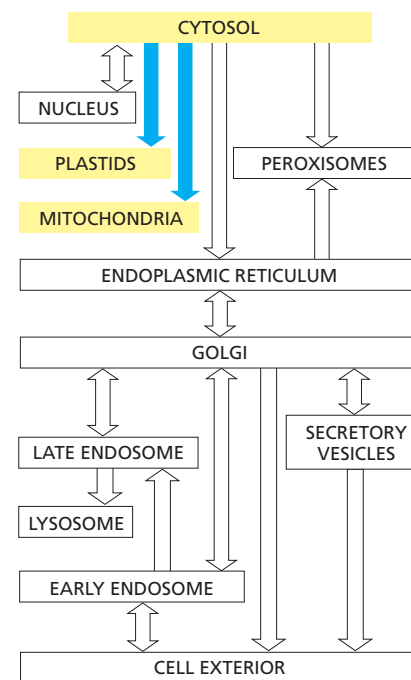 CYTOSOL
NUCLEUS
PLASTIDS
PEROXISOMES
MITOCHONDRIA
ENDOPLASMIC RETICULUM
GOLGI
LATE ENDOSOME
SECRETORY
VESICLES
LYSOSOME
EARLY ENDOSOME
CELL EXTERIOR